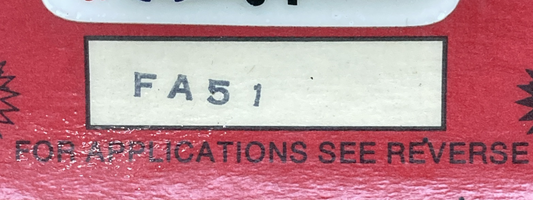 FA51
FOR APPLICATIONS SEE REVERSE